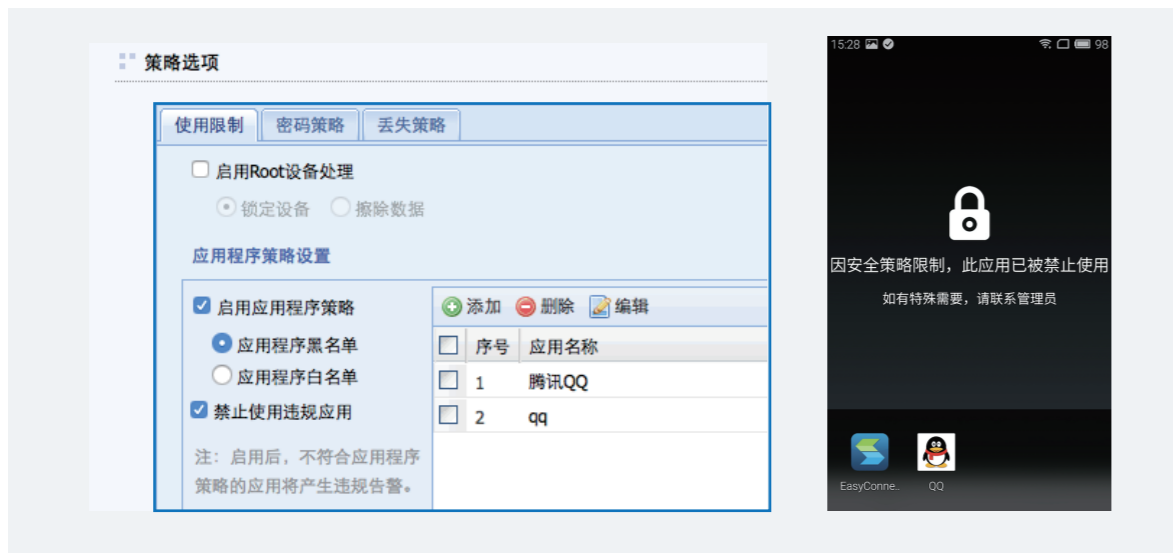 策略选项
使用限制 密码策略 丢失策略
启用Root设备处理
锁定设备 擦除数据
应用程序策略设置
启用应用程序策略
应用程序黑名单
应用程序白名单
禁止使用违规应用
注：启用后，不符合应用程序
策略的应用将产生违规告警。
添加 删除 编辑
序号 应用名称
1 腾讯QQ
2 qq
15:28 98
因安全策略限制，此应用已被禁止使用
如有特殊需要，请联系管理员
EasyConne.. QQ